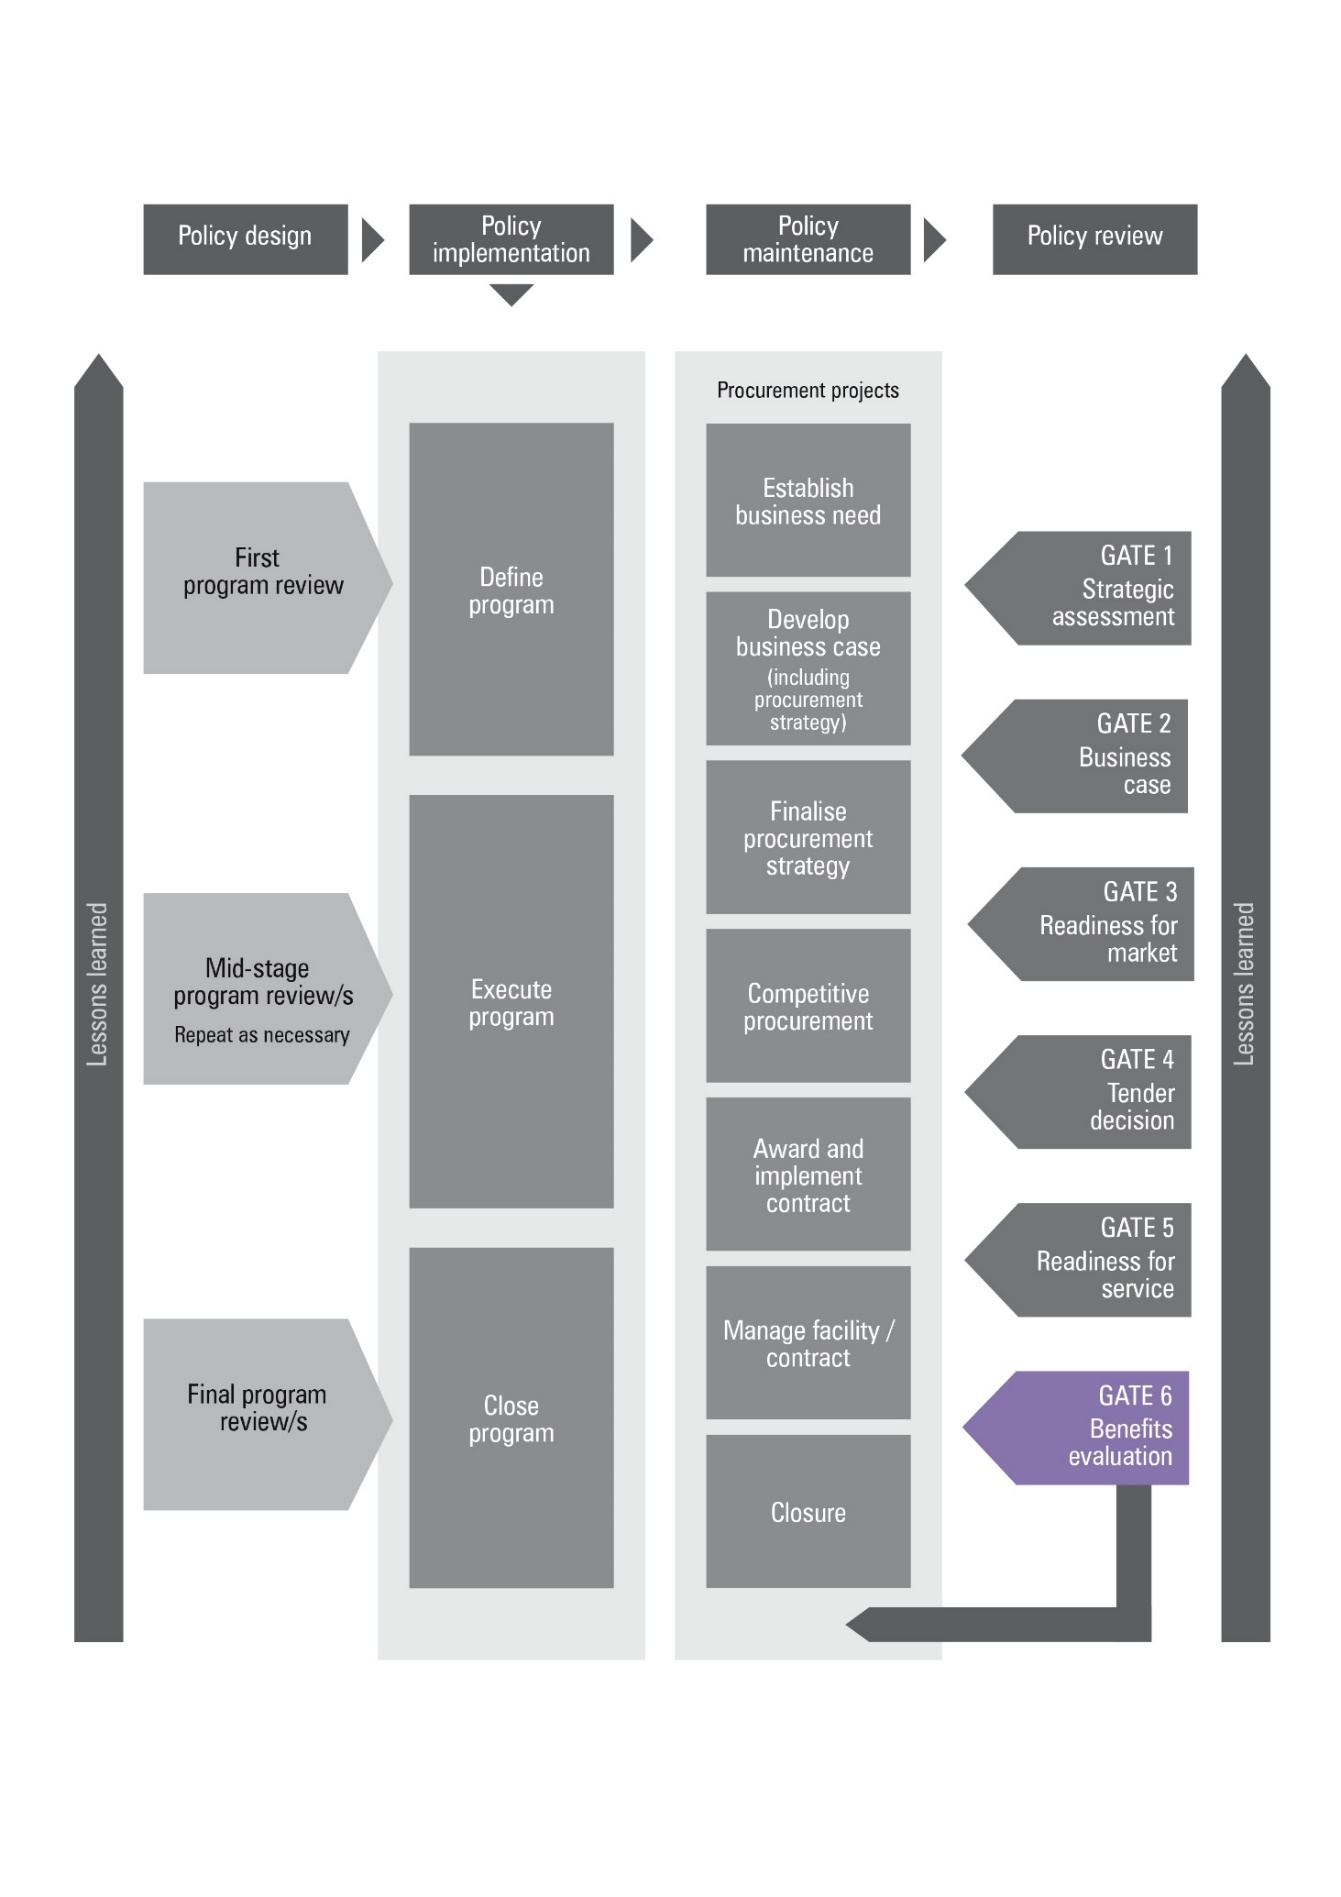 Policy design
Policy
implementation
Policy
maintenance
Policy review
Lessons learned
First
program review
Mid-stage
program review/s
Repeat as necessary
Final program
review/s
Define
program
Execute
program
Close
program
Procurement projects
Establish
business need
Develop
business case
(including
procurement
strategy)
Finalise
procurement
strategy
Competitive
procurement
Award and
implement
contract
Manage facility /
contract
Closure
GATE 1
Strategic
assessment
GATE 2
Business
case
GATE 3
Readiness for
market
GATE 4
Tender
decision
GATE 5
Readiness for
service
GATE 6
Benefits
evaluation
Lessons learned